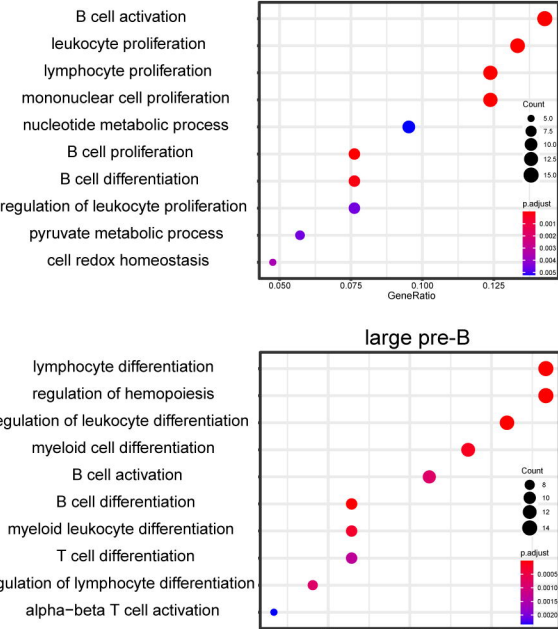 B cell activation
leukocyte proliferation
lymphocyte proliferation
mononuclear cell proliferation
nucleotide metabolic process
B cell proliferation
B cell differentiation
regulation of leukocyte proliferation
pyruvate metabolic process
cell redox homeostasis
Count
5.0
7.5
10.0
12.5
15.0
p.adjust
0.001
0.002
0.003
0.004
0.005
0.050 0.075 0.100 0.125
GeneRatio
large pre-B
lymphocyte differentiation
regulation of hemopoiesis
egulation of leukocyte differentiation
myeloid cell differentiation
B cell activation
B cell differentiation
myeloid leukocyte differentiation
T cell differentiation
gulation of lymphocyte differentiation
alpha−beta T cell activation
Count
8
10
12
14
p.adjust
0.0005
0.0010
0.0015
0.0020